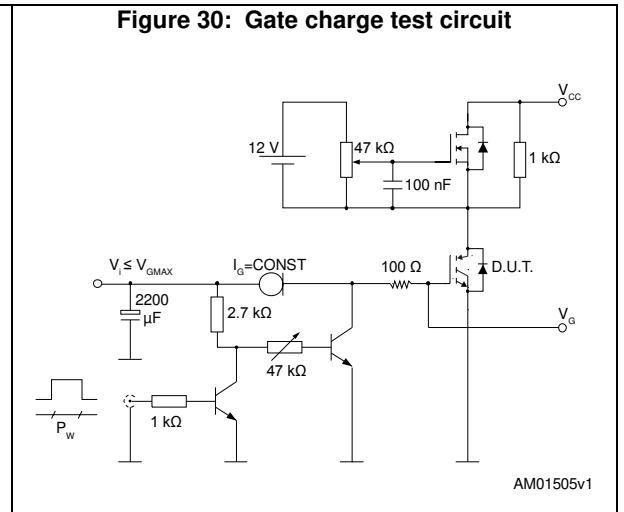 Figure 30: Gate charge test circuit
V_CC
12 V
47 kΩ
1 kΩ
100 nF
V_i ≤ V_GMAX
I_G=CONST
100 Ω
D.U.T.
2200
µF
2.7 kΩ
V_G
47 kΩ
1 kΩ
P_W
AM01505v1